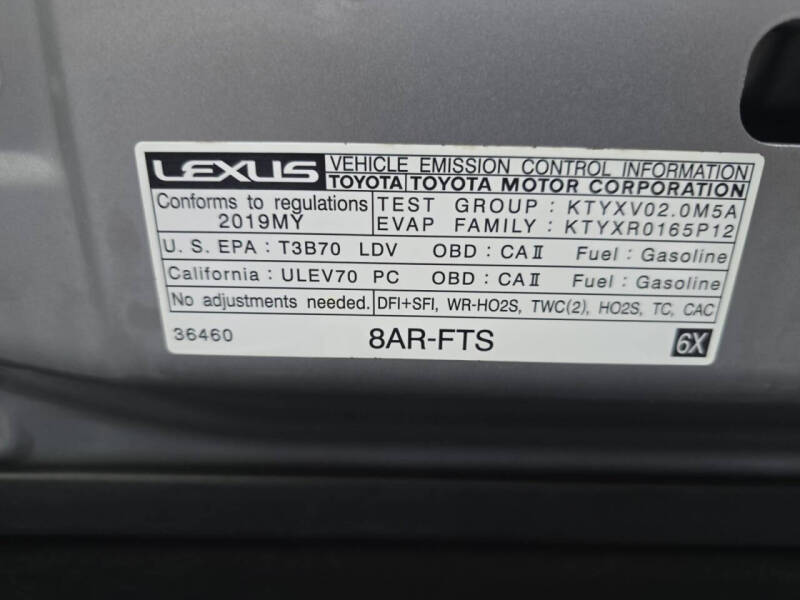 LEXUS VEHICLE EMISSION CONTROL INFORMATION
TOYOTA TOYOTA MOTOR CORPORATION
Conforms to regulations TEST GROUP : KTYXV02.0M5A
2019MY EVAP FAMILY : KTYXR0165P12
U. S. EPA : T3B70 LDV OBD : CAⅡ Fuel : Gasoline
California : ULEV70 PC OBD : CAⅡ Fuel : Gasoline
No adjustments needed. DFI+SFI, WR-HO2S, TWC(2), HO2S, TC, CAC
36460 8AR-FTS 6X